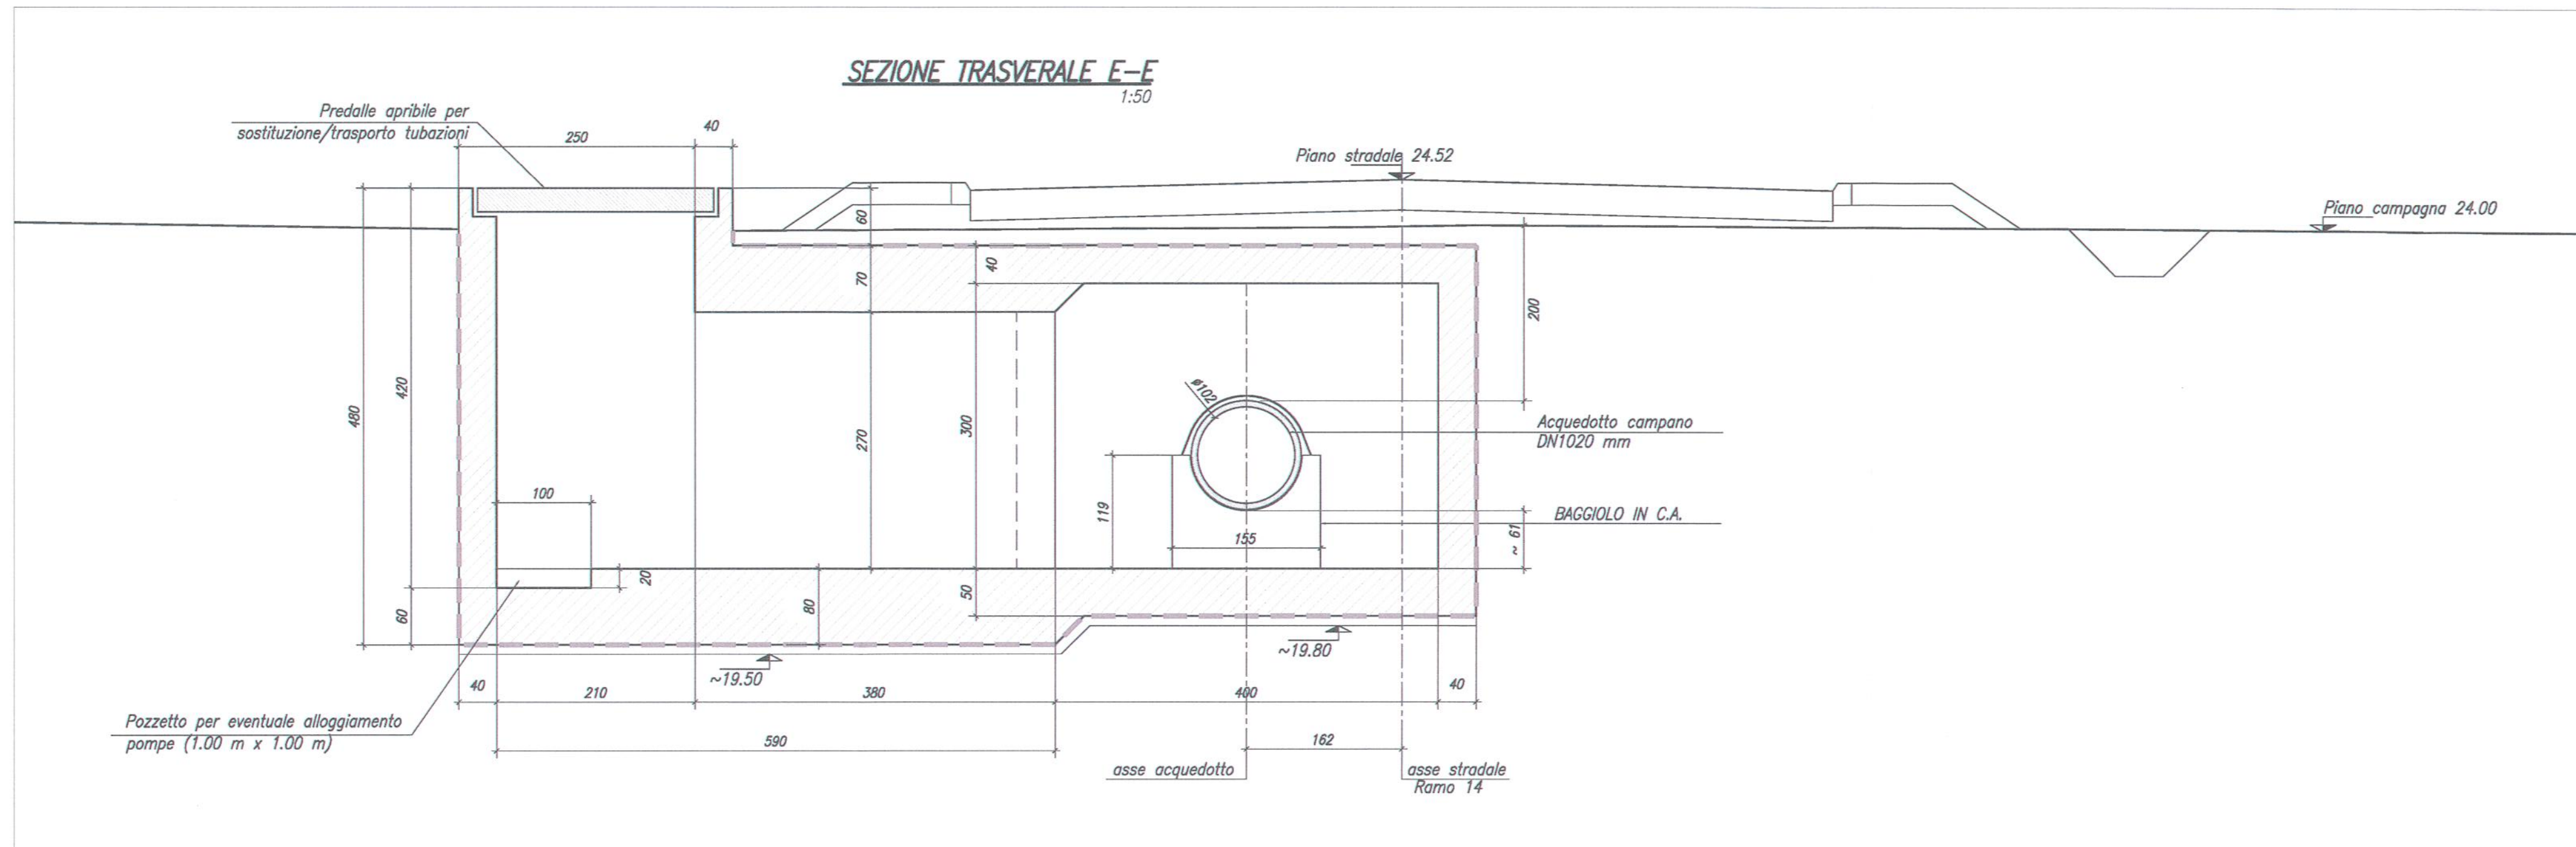 SEZIONE TRASVERALE E-E
1:50
Predalle apribile per
sostituzione/trasporto tubazioni
250
40
Piano stradale 24.52
Piano campagna 24.00
60
70
40
200
420
480
270
300
ø102
Acquedotto campano
DN1020 mm
100
119
155
~ 61
BAGGIOLO IN C.A.
20
60
80
50
~19.50
~19.80
40
210
380
400
40
Pozzetto per eventuale alloggiamento
pompe (1.00 m x 1.00 m)
590
162
asse acquedotto
asse stradale
Ramo 14